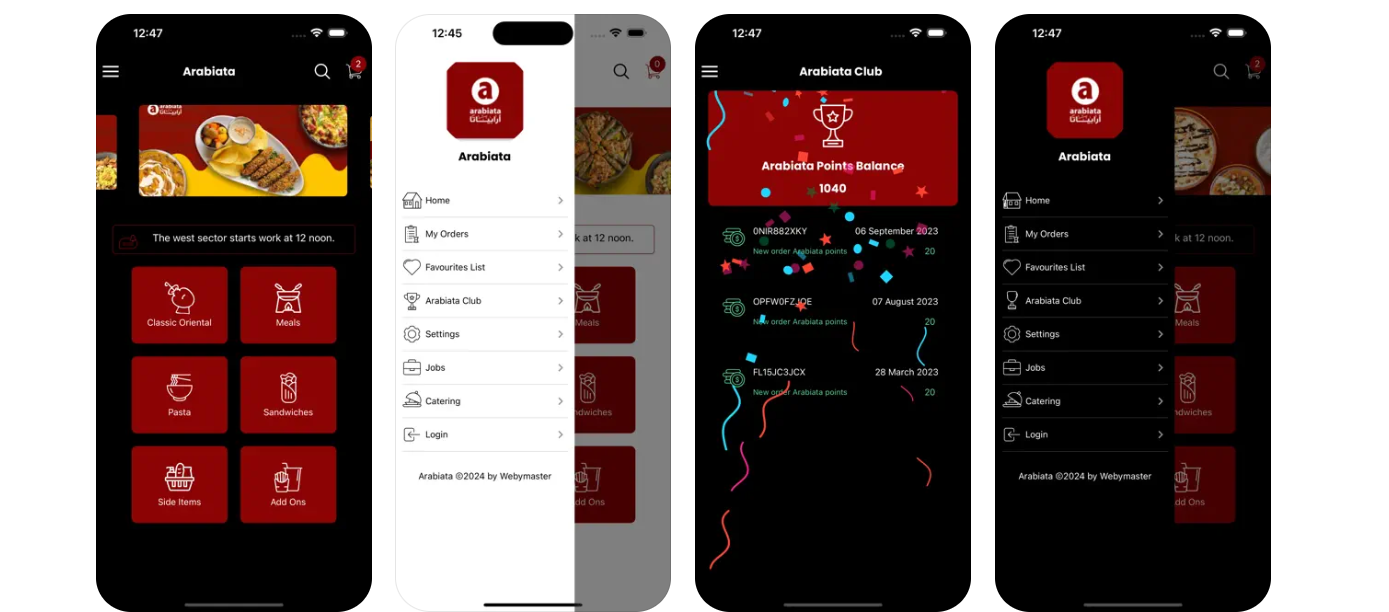 12:47
Arabiata
2
a
arabiata
The west sector starts work at 12 noon.
Classic Oriental
Meals
Pasta
Sandwiches
Side Items
Add Ons
12:45
0
a
arabiata
أرابيـتـاتا
Arabiata
Home
My Orders
Favourites List
Arabiata Club
Settings
Jobs
Catering
Login
Arabiata ©2024 by Webymaster
k at 12 noon.
Meals
ndwiches
dd Ons
12:47
Arabiata Club
Arabiata Points Balance
1040
0NIR882XKY
06 September 2023
New order Arabiata points
20
OPFW0FZJOE
07 August 2023
New order Arabiata points
20
FL15JC3JCX
28 March 2023
New order Arabiata points
20
12:47
2
a
arabiata
أرابيـتـاتا
Arabiata
Home
My Orders
Favourites List
Arabiata Club
Settings
Jobs
Catering
Login
Arabiata ©2024 by Webymaster
k at 12 noon.
Meals
dwiches
dd Ons